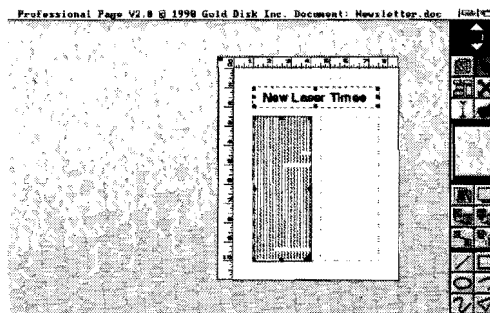 Professional Page V2.0 © 1990 Gold Disk Inc. Document: Newsletter.doc
New Laser Times